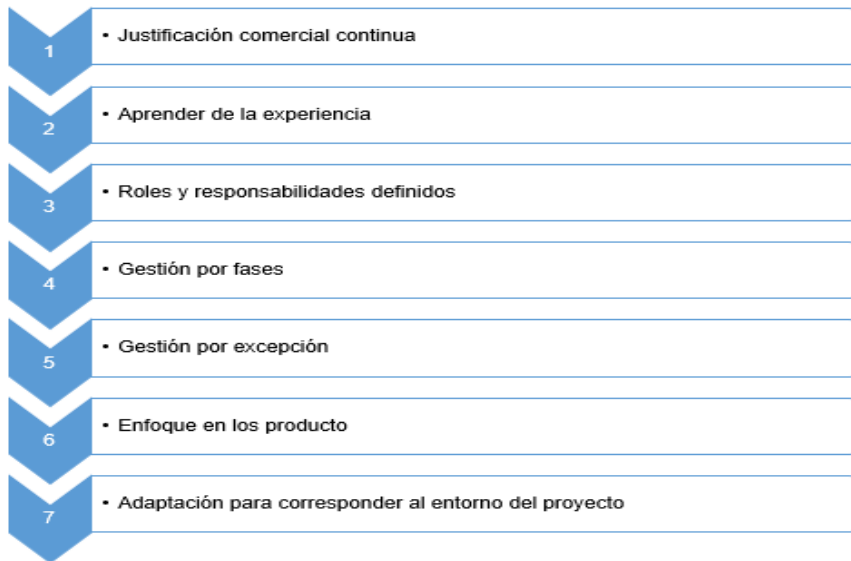 1
• Justificación comercial continua
2
• Aprender de la experiencia
3
• Roles y responsabilidades definidos
4
• Gestión por fases
5
• Gestión por excepción
6
• Enfoque en los producto
7
• Adaptación para corresponder al entorno del proyecto